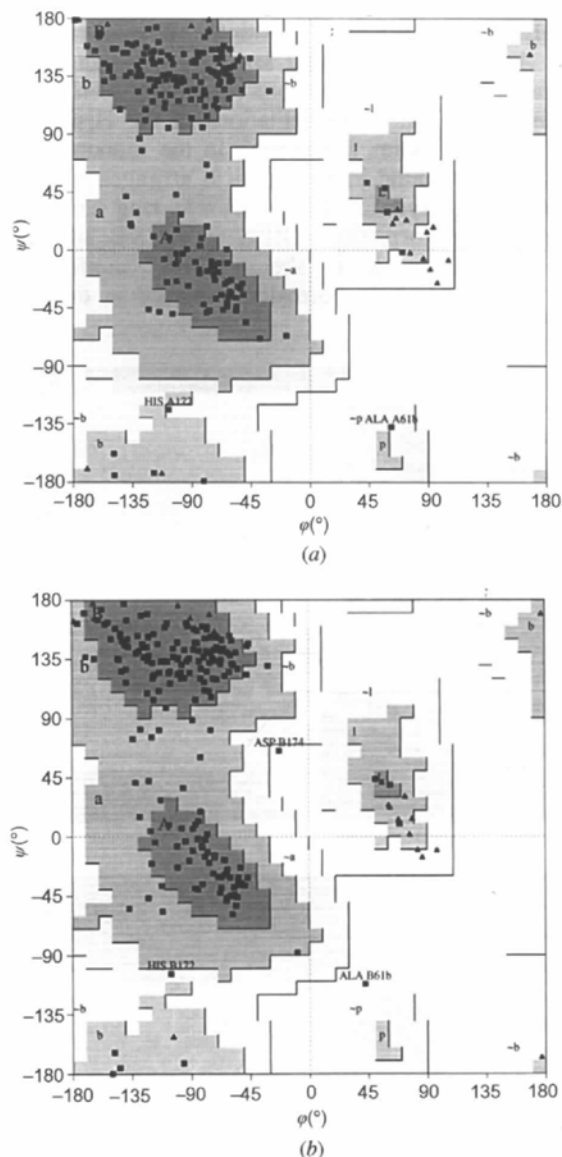 180
B
b
~b
b
135
~l
90
l
L
45
a
A
ψ(°)
0
~a
−45
−90
HIS A172
−135
~b
~p ALA A61b
b
p
~b
−180
−180 −135 −90 −45 0 45 90 135 180
φ(°)
(a)
180
B
~b
b
b
~b
135
~l
90
l
ASP B174
45
a
A
ψ(°)
0
~a
−45
−90
HIS B172
ALA B61b
−135
~b
~p
b
p
~b
−180
−180 −135 −90 −45 0 45 90 135 180
φ(°)
(b)